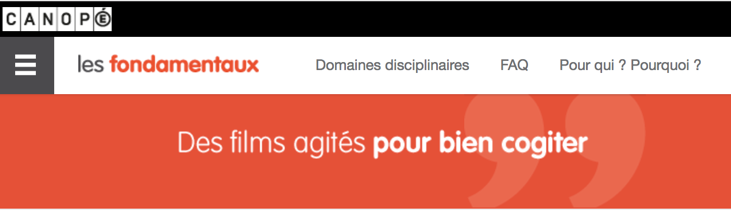 CANOPÉ
les fondamentaux
Domaines disciplinaires
FAQ
Pour qui ? Pourquoi ?
Des films agités pour bien cogiter